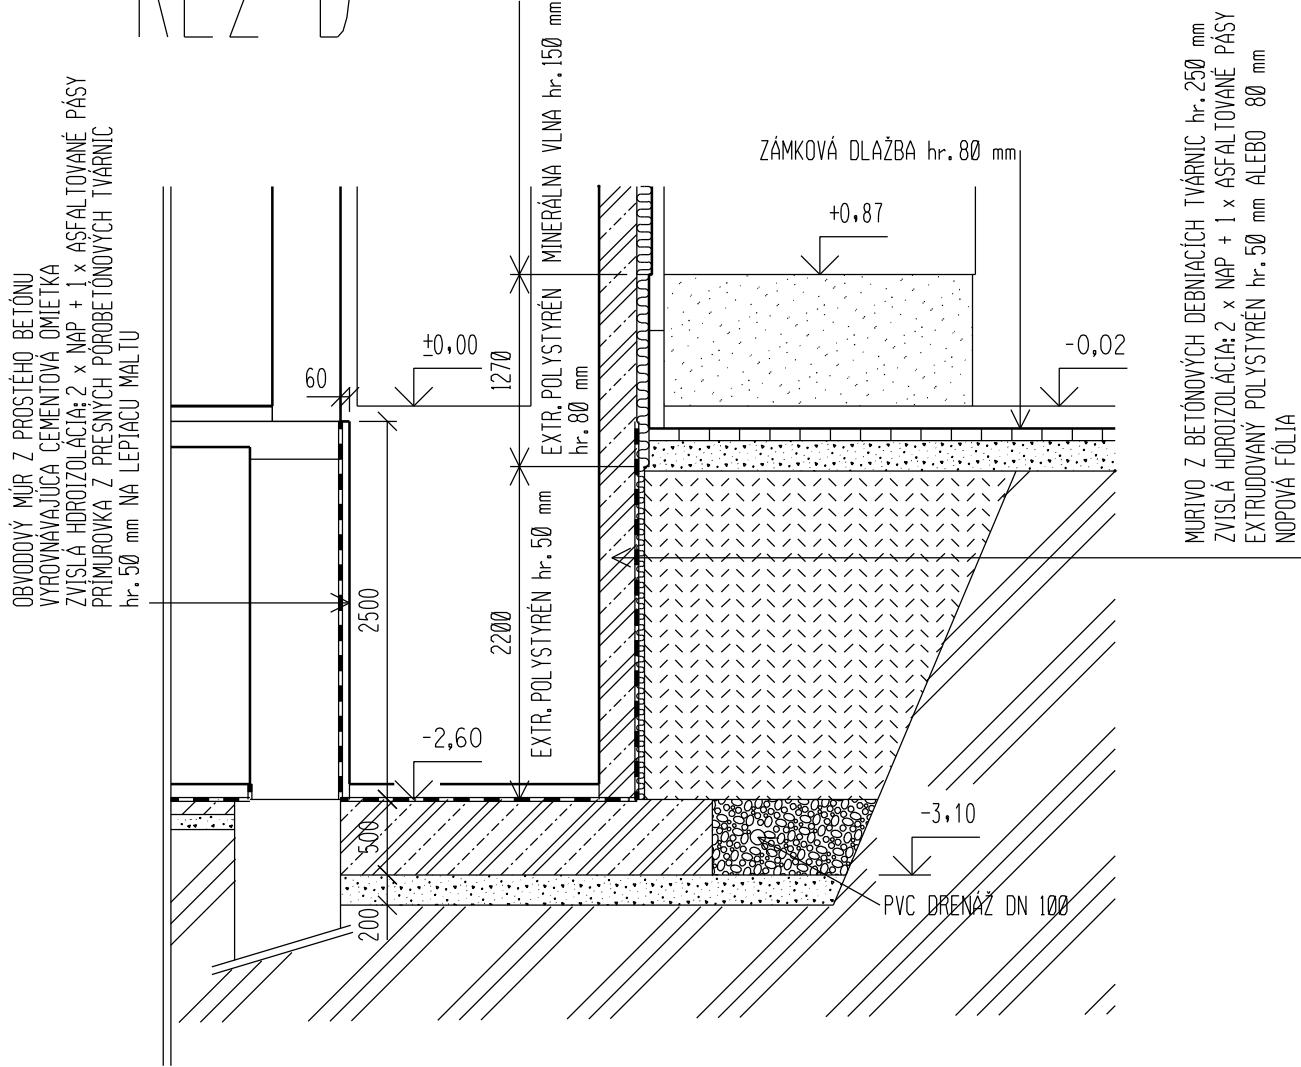 OBVODOVÝ MÚR Z PROSTÉHO BETÓNU
VYROVNÁVAJÚCA CEMENTOVÁ OMIETKA
ZVISLÁ HDROIZOLÁCIA: 2 x NAP + 1 x ASFALTOVANÉ PÁSY
PRÍMUROVKA Z PRESNÝCH PÓROBETÓNOVÝCH TVÁRNIC
hr. 50 mm NA LEPIACU MALTU
MINERÁLNA VLNA hr. 150 mm
ZÁMKOVÁ DLAŽBA hr. 80 mm
+0,87
±0,00
-0,02
60
1270
EXTR. POLYSTYRÉN
hr. 80 mm
2500
2200
EXTR. POLYSTYRÉN hr. 50 mm
-2,60
500
200
-3,10
PVC DRENÁŽ DN 100
MURIVO Z BETÓNOVÝCH DEBNIACÍCH TVÁRNIC hr. 250 mm
ZVISLÁ HDROIZOLÁCIA: 2 x NAP + 1 x ASFALTOVANÉ PÁSY
EXTRUDOVANÝ POLYSTYRÉN hr. 50 mm ALEBO 80 mm
NOPOVÁ FÓLIA